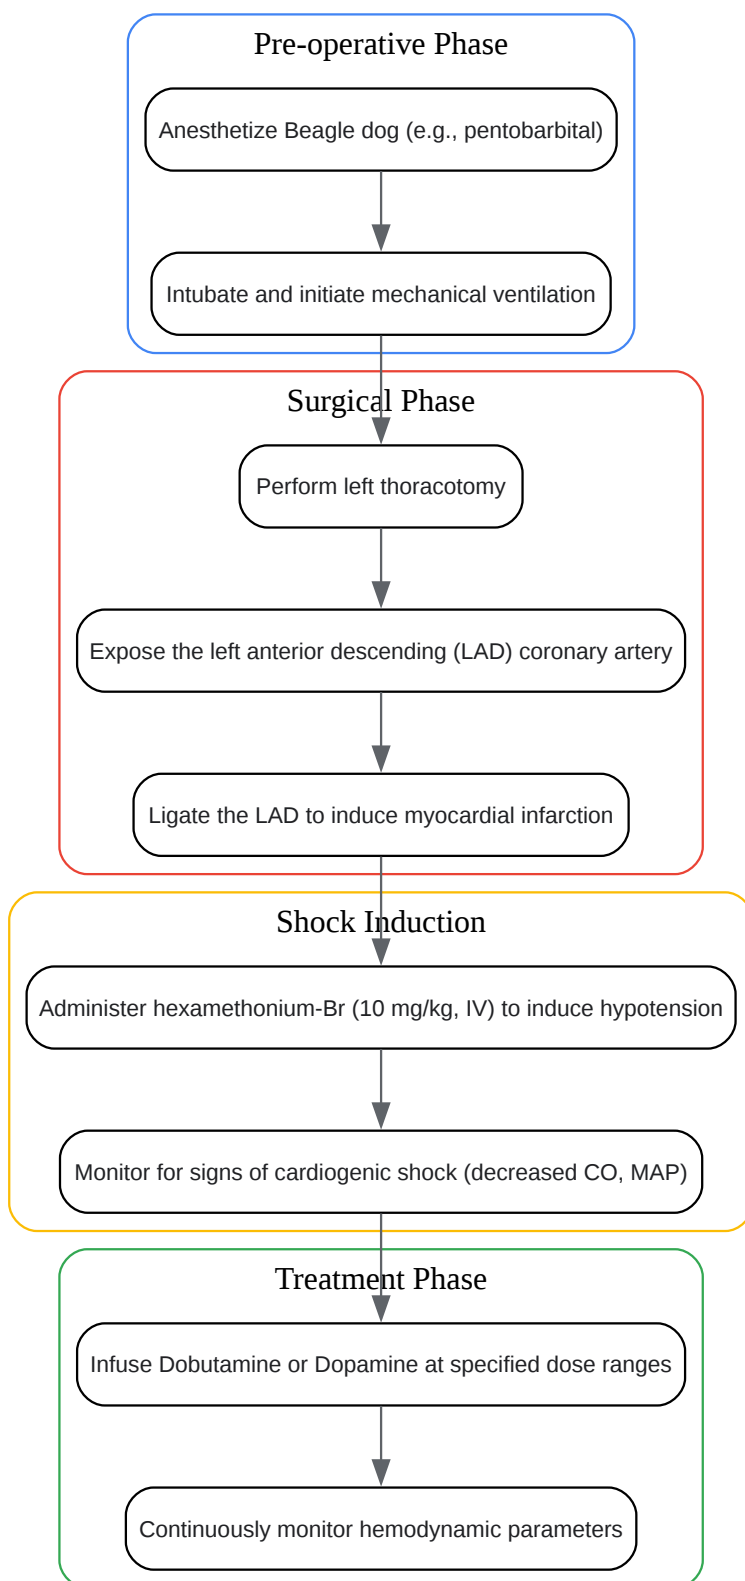 Pre-operative Phase
Anesthetize Beagle dog (e.g., pentobarbital)
Intubate and initiate mechanical ventilation
Surgical Phase
Perform left thoracotomy
Expose the left anterior descending (LAD) coronary artery
Ligate the LAD to induce myocardial infarction
Shock Induction
Administer hexamethonium-Br (10 mg/kg, IV) to induce hypotension
Monitor for signs of cardiogenic shock (decreased CO, MAP)
Treatment Phase
Infuse Dobutamine or Dopamine at specified dose ranges
Continuously monitor hemodynamic parameters